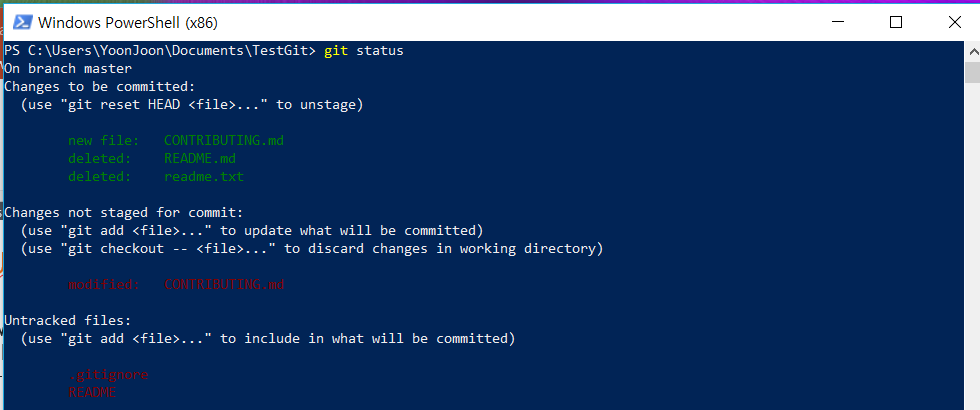 Windows PowerShell (x86)
PS C:\Users\YoonJoon\Documents\TestGit> git status
On branch master
Changes to be committed:
  (use "git reset HEAD <file>..." to unstage)
        new file:   CONTRIBUTING.md
        deleted:    README.md
        deleted:    readme.txt
Changes not staged for commit:
  (use "git add <file>..." to update what will be committed)
  (use "git checkout -- <file>..." to discard changes in working directory)
        modified:   CONTRIBUTING.md
Untracked files:
  (use "git add <file>..." to include in what will be committed)
        .gitignore
        README